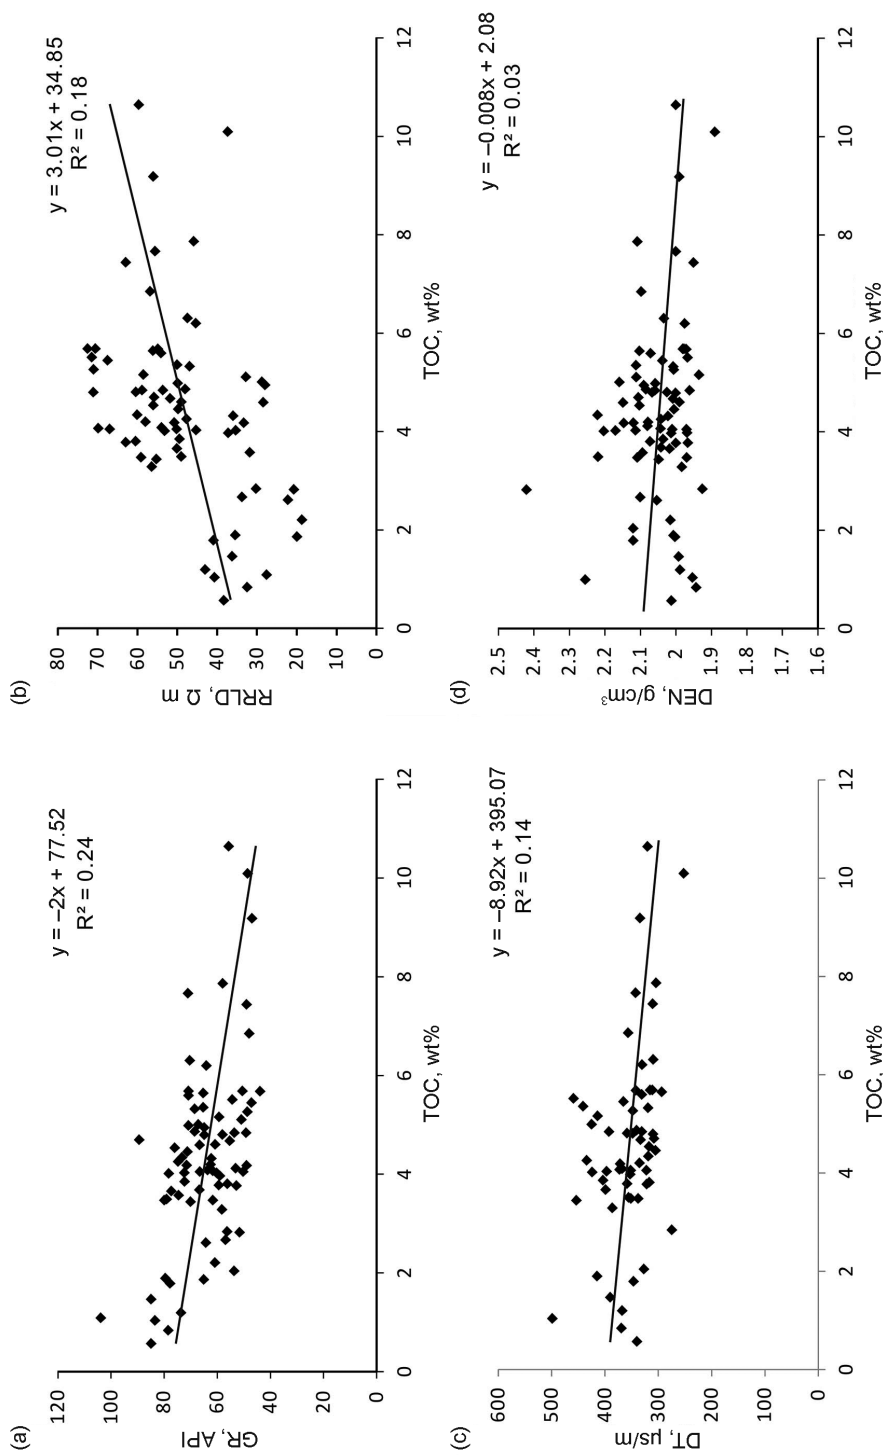 (a)
y = –2x + 77.52
R² = 0.24
120
100
80
60
40
20
0
GR, API
0 2 4 6 8 10 12
TOC, wt%
(b)
y = 3.01x + 34.85
R² = 0.18
80
70
60
50
40
30
20
10
0
RRLD, Ω m
0 2 4 6 8 10 12
TOC, wt%
(c)
y = –8.92x + 395.07
R² = 0.14
600
500
400
300
200
100
0
DT, µs/m
0 2 4 6 8 10 12
TOC, wt%
(d)
y = –0.008x + 2.08
R² = 0.03
2.5
2.4
2.3
2.2
2.1
2
1.9
1.8
1.7
1.6
DEN, g/cm³
0 2 4 6 8 10 12
TOC, wt%